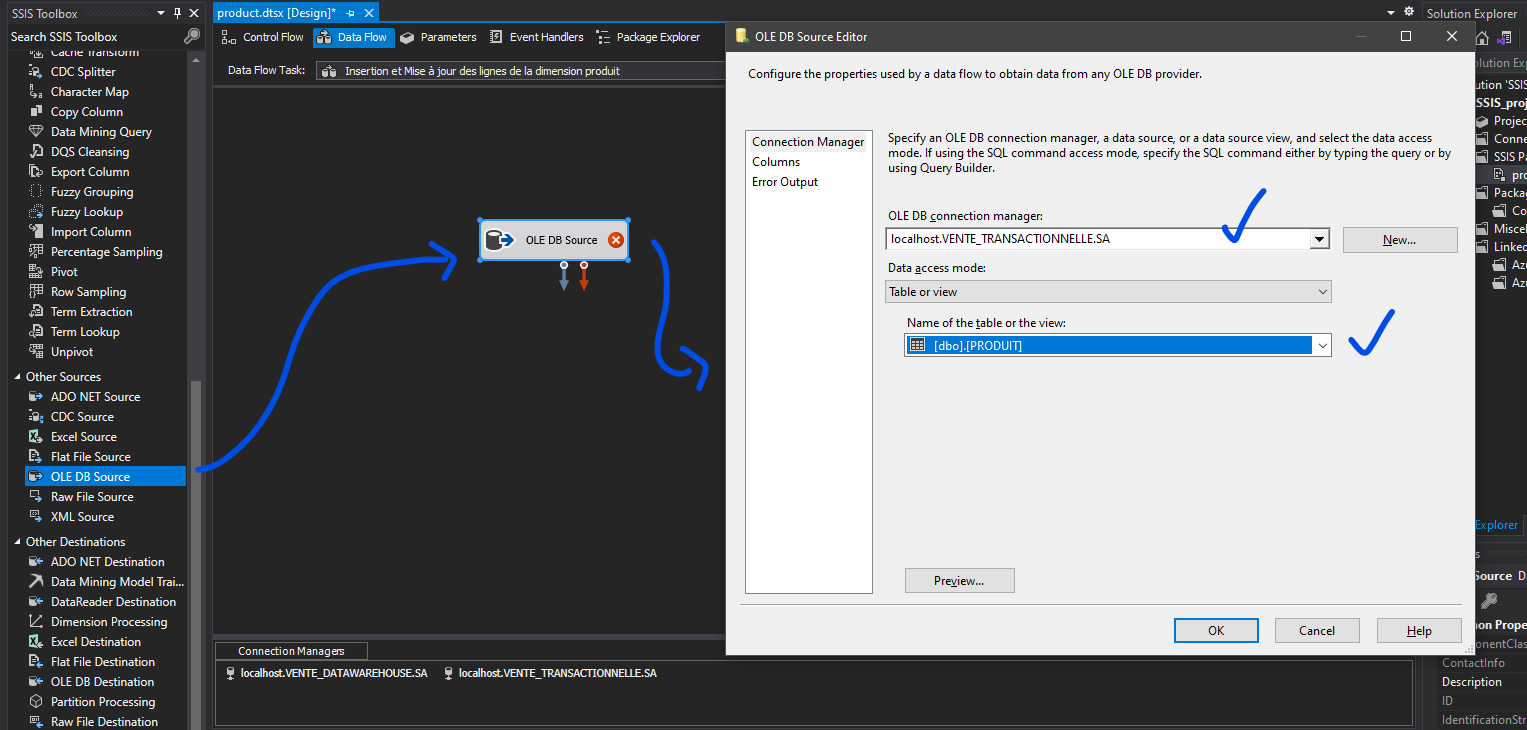 SSIS Toolbox
Search SSIS Toolbox
Cache Transform
CDC Splitter
Character Map
Copy Column
Data Mining Query
DQS Cleansing
Export Column
Fuzzy Grouping
Fuzzy Lookup
Import Column
Percentage Sampling
Pivot
Row Sampling
Term Extraction
Term Lookup
Unpivot
Other Sources
ADO NET Source
CDC Source
Excel Source
Flat File Source
OLE DB Source
Raw File Source
XML Source
Other Destinations
ADO NET Destination
Data Mining Model Trai...
DataReader Destination
Dimension Processing
Excel Destination
Flat File Destination
OLE DB Destination
Partition Processing
Raw File Destination
product.dtsx [Design]*
Control Flow
Data Flow
Parameters
Event Handlers
Package Explorer
Data Flow Task:
Insertion et Mise à jour des lignes de la dimension produit
OLE DB Source
Connection Managers
localhost.VENTE_DATAWAREHOUSE.SA
localhost.VENTE_TRANSACTIONNELLE.SA
OLE DB Source Editor
Configure the properties used by a data flow to obtain data from any OLE DB provider.
Connection Manager
Columns
Error Output
Specify an OLE DB connection manager, a data source, or a data source view, and select the data access
mode. If using the SQL command access mode, specify the SQL command either by typing the query or by
using Query Builder.
OLE DB connection manager:
localhost.VENTE_TRANSACTIONNELLE.SA
New...
Data access mode:
Table or view
Name of the table or the view:
[dbo].[PRODUIT]
Preview...
OK
Cancel
Help
Solution Explorer
olution Exp
ution 'SSIS
SSIS_proj
Projec
Conne
SSIS Pa
pro
Packag
Co
Miscel
Linked
Azu
Azu
Explorer
Source D
non Prope
onentClas
ContactInfo
Description
ID
IdentificationStr